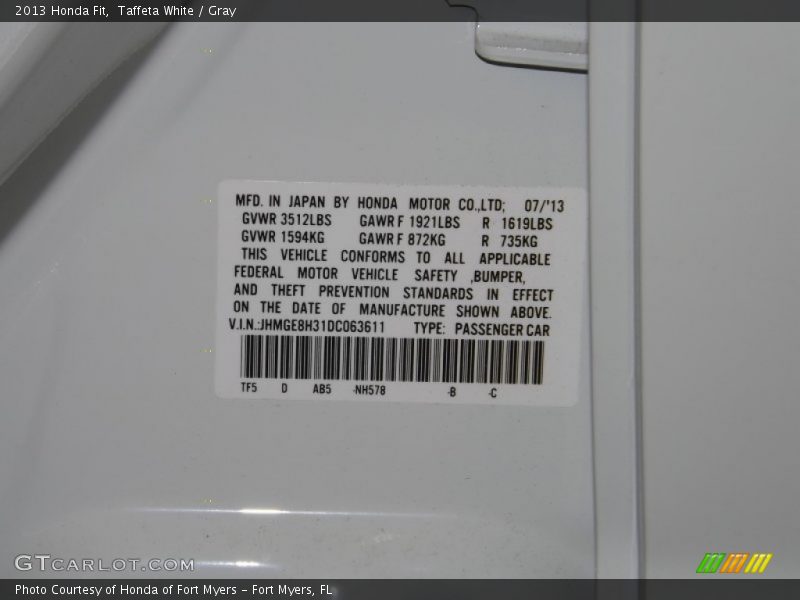 2013 Honda Fit, Taffeta White / Gray
MFD. IN JAPAN BY HONDA MOTOR CO.,LTD; 07/'13
GVWR 3512LBS GAWR F 1921LBS R 1619LBS
GVWR 1594KG GAWR F 872KG R 735KG
THIS VEHICLE CONFORMS TO ALL APPLICABLE
FEDERAL MOTOR VEHICLE SAFETY ,BUMPER,
AND THEFT PREVENTION STANDARDS IN EFFECT
ON THE DATE OF MANUFACTURE SHOWN ABOVE.
V.I.N.:JHMGE8H31DC063611 TYPE: PASSENGER CAR
TF5 D AB5 -NH578 -B -C
GTCARLOT.COM
Photo Courtesy of Honda of Fort Myers – Fort Myers, FL